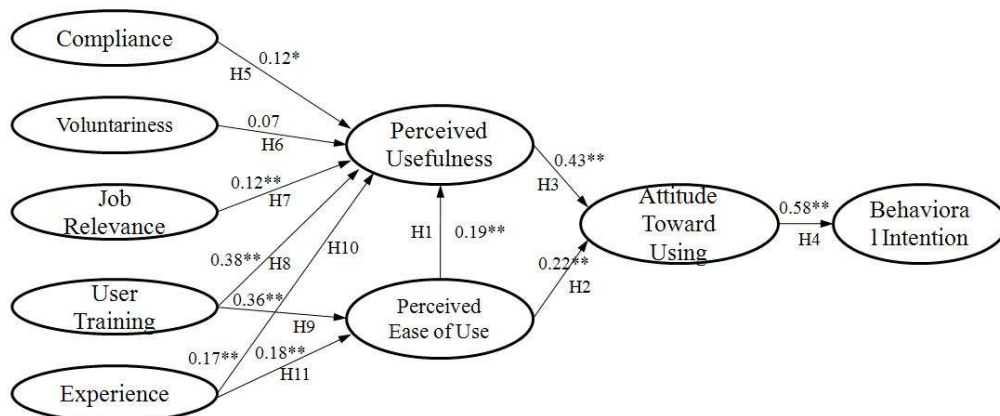 Compliance
0.12*
H5
Voluntariness
0.07
H6
Perceived
Usefulness
Job
Relevance
0.12**
H7
0.43**
H3
Attitude
Toward
Using
0.58**
H4
Behaviora
l Intention
H10
H1
0.19**
0.38**
H8
0.22**
H2
User
Training
0.36**
H9
Perceived
Ease of Use
0.17**
0.18**
H11
Experience